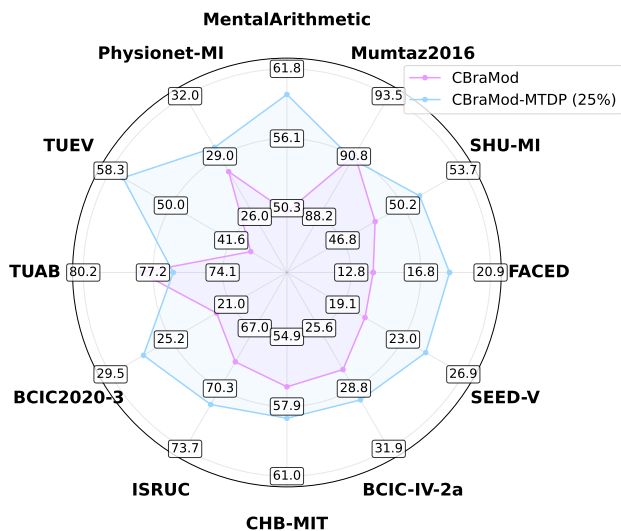 MentalArithmetic
Physionet-MI
Mumtaz2016
61.8
CBraMod
CBraMod-MTDP (25%)
32.0
93.5
56.1
TUEV
SHU-MI
29.0
90.8
58.3
53.7
50.0
50.3
50.2
26.0
88.2
41.6
46.8
TUAB
80.2
77.2
74.1
12.8
16.8
20.9
FACED
21.0
19.1
67.0
25.6
54.9
25.2
23.0
29.5
26.9
70.3
28.8
BCIC2020-3
SEED-V
57.9
73.7
31.9
61.0
ISRUC
BCIC-IV-2a
CHB-MIT